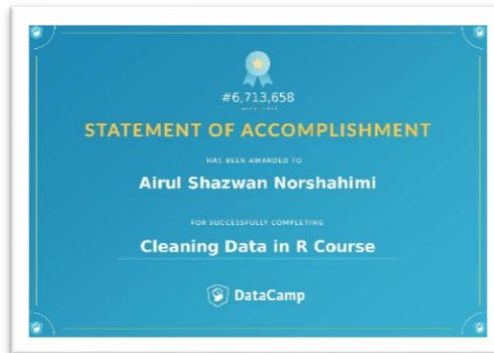 #6,713,658
STATEMENT OF ACCOMPLISHMENT
HAS BEEN AWARDED TO
Airul Shazwan Norshahimi
FOR SUCCESSFULLY COMPLETING
Cleaning Data in R Course
DataCamp